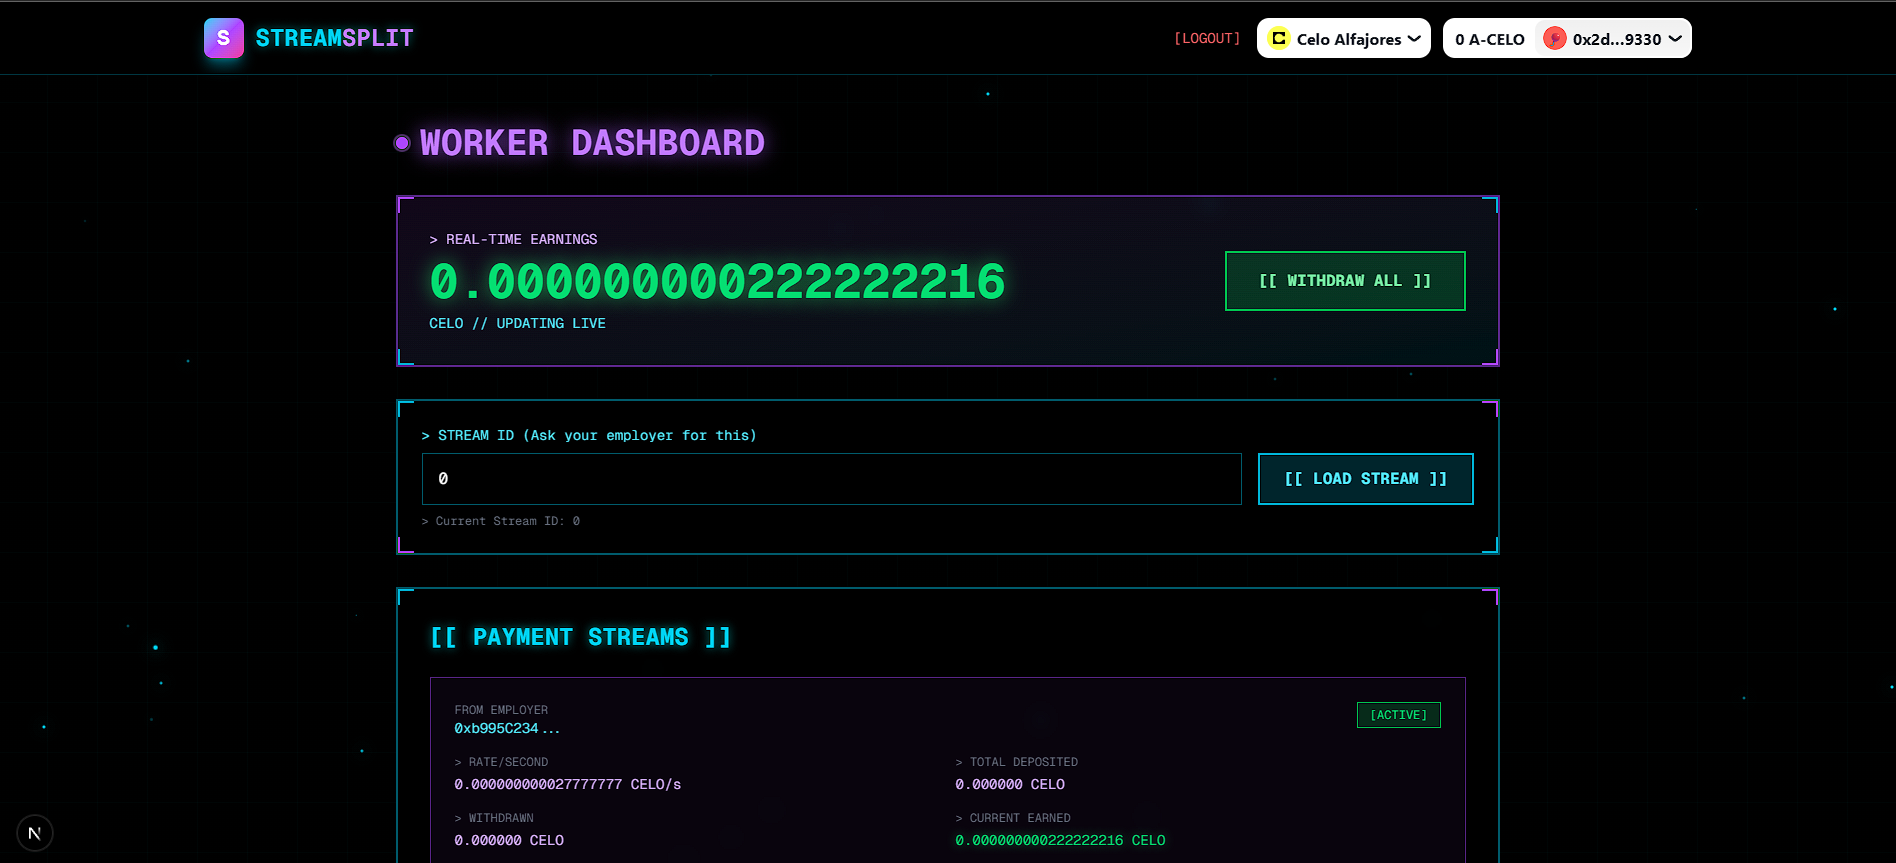 S STREAMSPLIT
[LOGOUT]
Celo Alfajores
0 A-CELO 0x2d...9330
WORKER DASHBOARD
> REAL-TIME EARNINGS
0.000000000222222216
CELO // UPDATING LIVE
[[ WITHDRAW ALL ]]
> STREAM ID (Ask your employer for this)
0
[[ LOAD STREAM ]]
> Current Stream ID: 0
[[ PAYMENT STREAMS ]]
FROM EMPLOYER
0xb995C234...
[ACTIVE]
> RATE/SECOND
0.000000000027777777 CELO/s
> TOTAL DEPOSITED
0.000000 CELO
> WITHDRAWN
0.000000 CELO
> CURRENT EARNED
0.000000000222222216 CELO
N